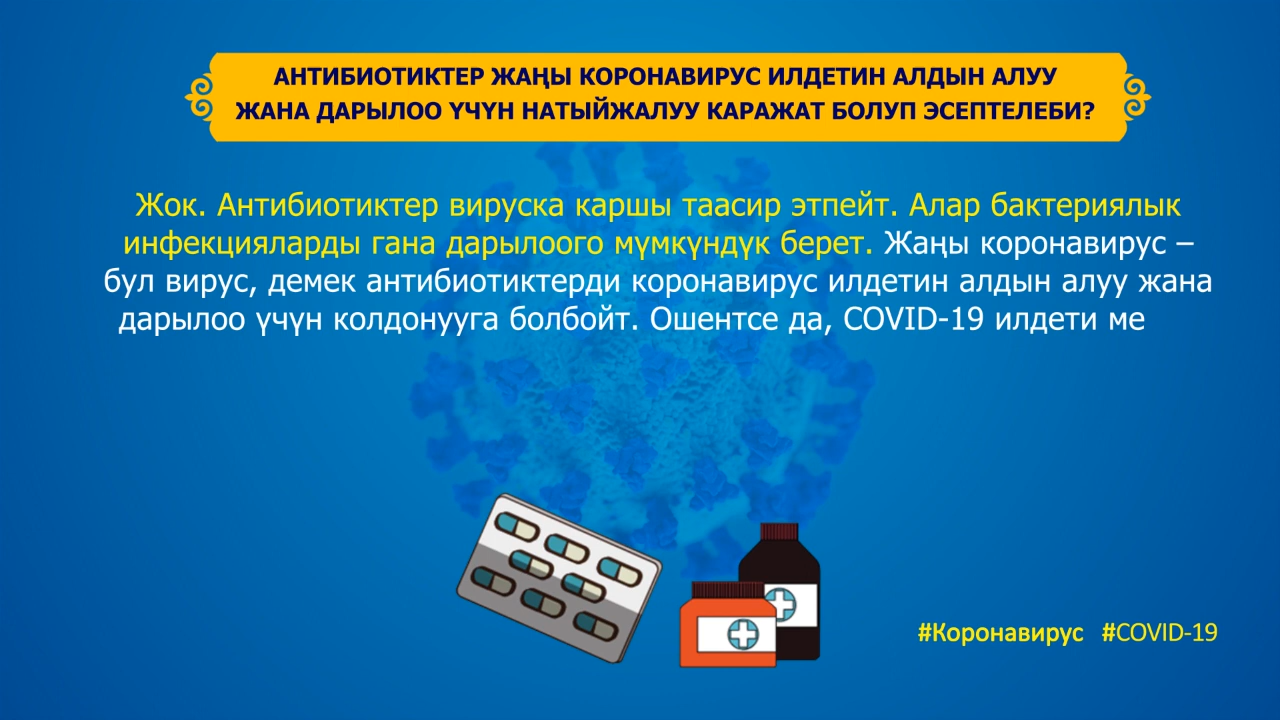 АНТИБИОТИКТЕР ЖАҢЫ КОРОНАВИРУС ИЛДЕТИН АЛДЫН АЛУУ
ЖАНА ДАРЫЛОО ҮЧҮН НАТЫЙЖАЛУУ КАРАЖАТ БОЛУП ЭСЕПТЕЛЕБИ?
Жок. Антибиотиктер вируска каршы таасир этпейт. Алар бактериялык
инфекцияларды гана дарылоого мүмкүндүк берет. Жаңы коронавирус –
бул вирус, демек антибиотиктерди коронавирус илдетин алдын алуу жана
дарылоо үчүн колдонууга болбойт. Ошентсе да, COVID-19 илдети ме
#Коронавирус #COVID-19